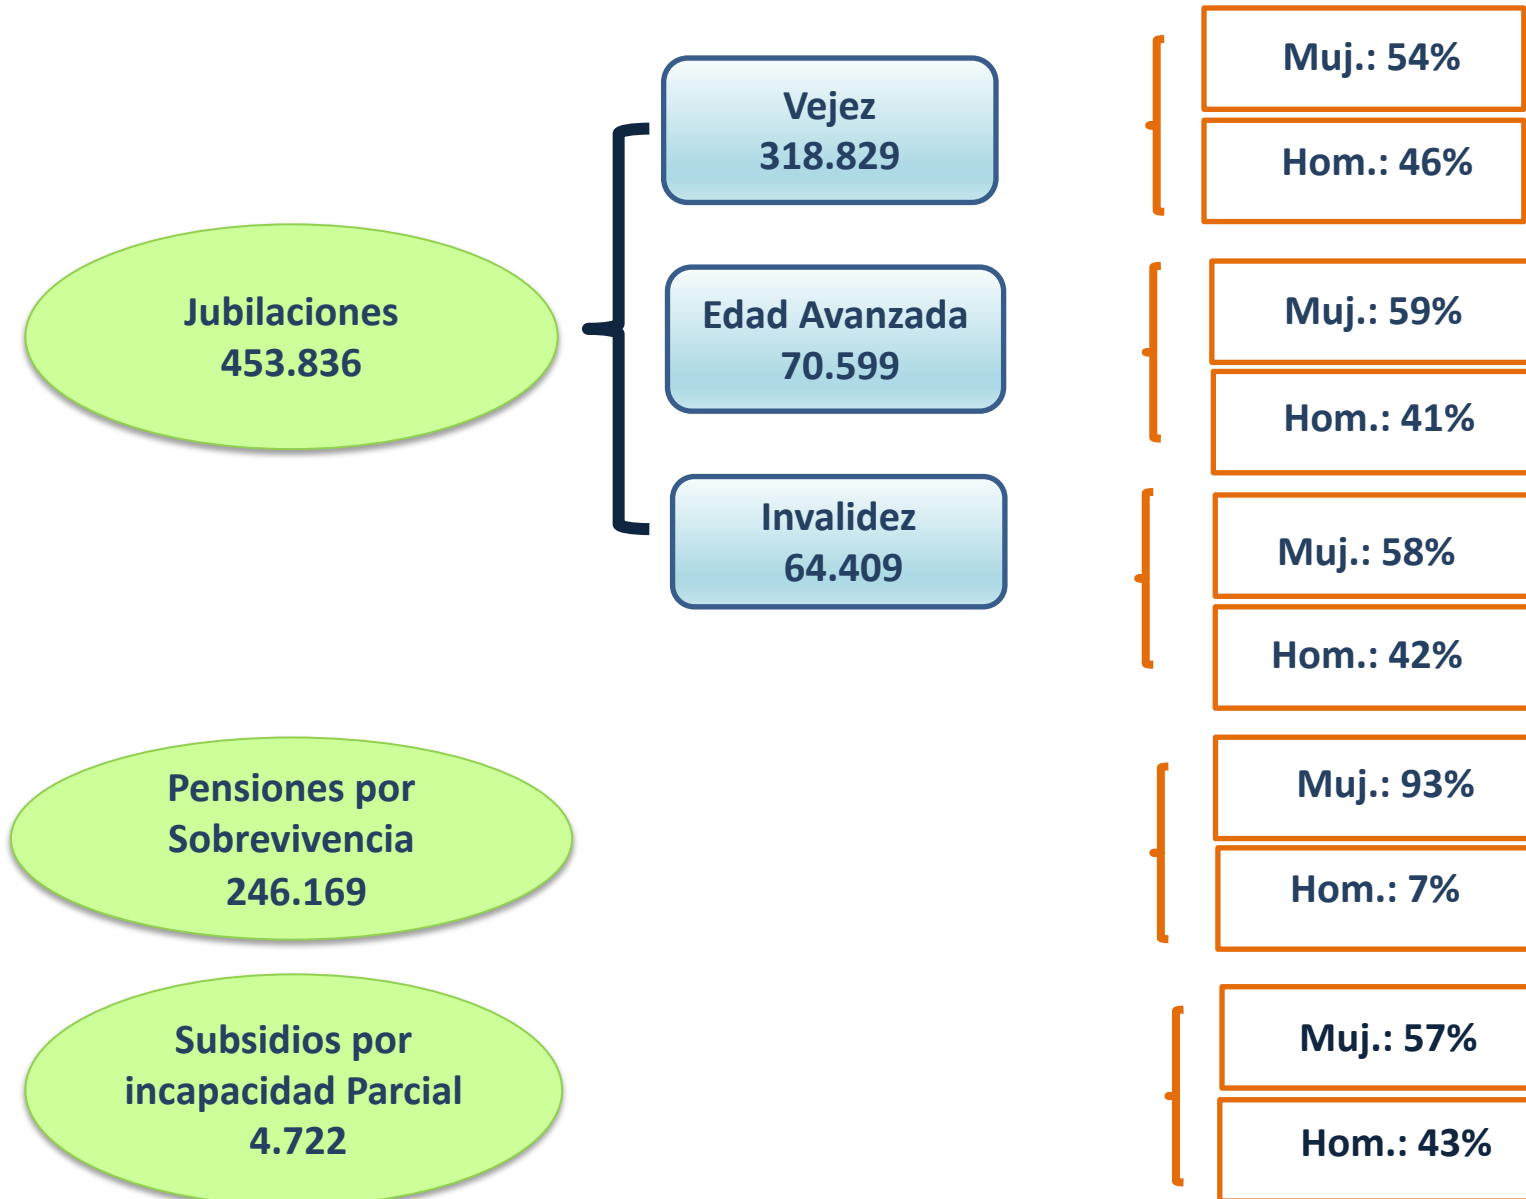 Jubilaciones
453.836
Vejez
318.829
Muj.: 54%
Hom.: 46%
Edad Avanzada
70.599
Muj.: 59%
Hom.: 41%
Invalidez
64.409
Muj.: 58%
Hom.: 42%
Pensiones por
Sobrevivencia
246.169
Muj.: 93%
Hom.: 7%
Subsidios por
incapacidad Parcial
4.722
Muj.: 57%
Hom.: 43%